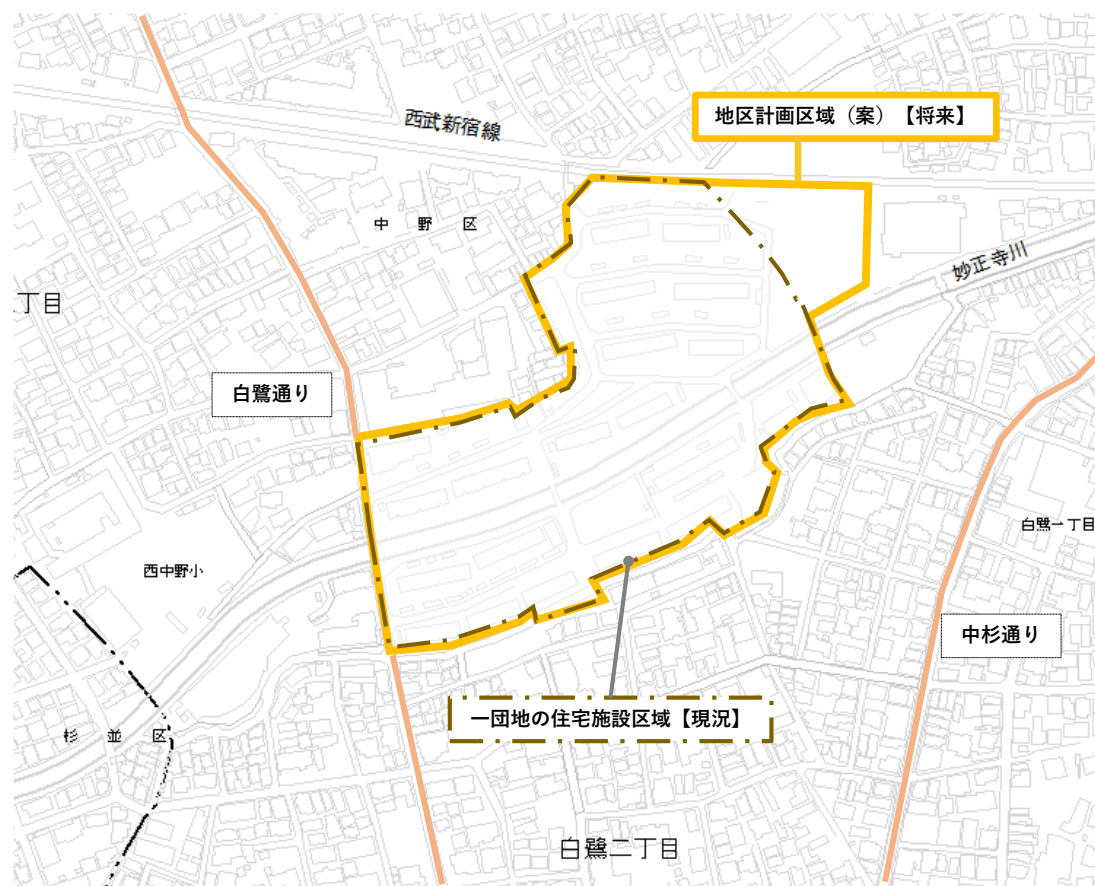 地区計画区域（案）【将来】
西武新宿線
中野区
妙正寺川
丁目
白鷺通り
白鷺一丁目
西中野小
中杉通り
一団地の住宅施設区域【現況】
杉並区
白鷺二丁目